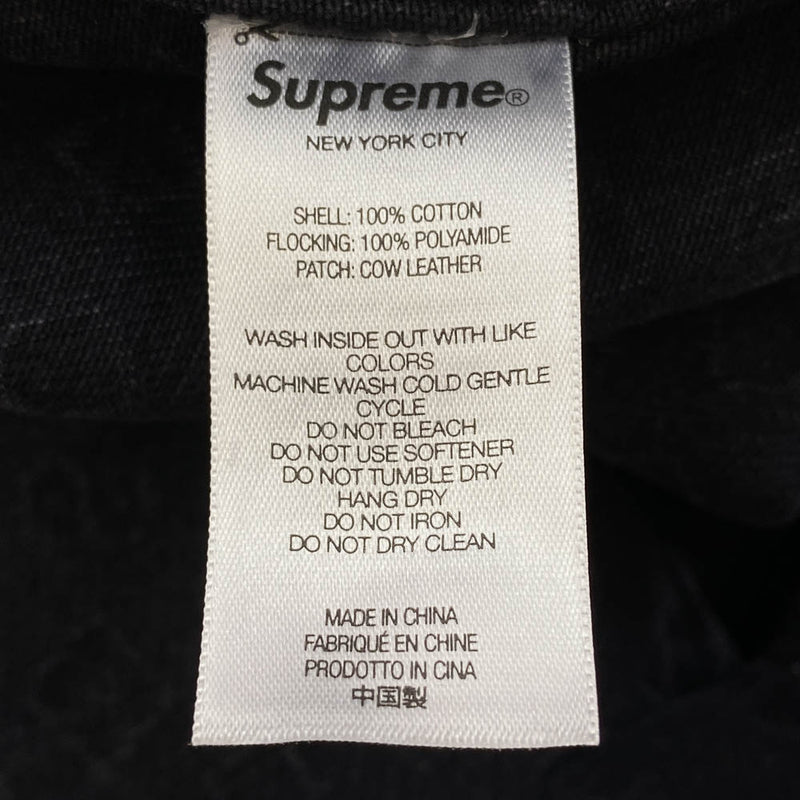 Supreme®
NEW YORK CITY
SHELL: 100% COTTON
FLOCKING: 100% POLYAMIDE
PATCH: COW LEATHER
WASH INSIDE OUT WITH LIKE
COLORS
MACHINE WASH COLD GENTLE
CYCLE
DO NOT BLEACH
DO NOT USE SOFTENER
DO NOT TUMBLE DRY
HANG DRY
DO NOT IRON
DO NOT DRY CLEAN
MADE IN CHINA
FABRIQUÉ EN CHINE
PRODOTTO IN CINA
中国製